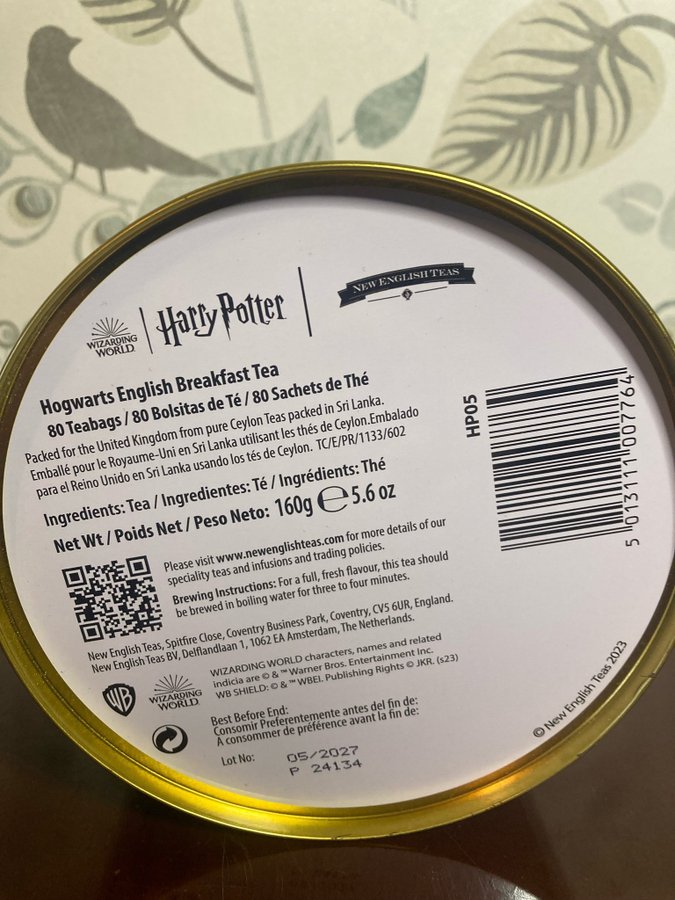 WIZARDING WORLD
Harry Potter
NEW ENGLISH TEAS
Hogwarts English Breakfast Tea
80 Teabags / 80 Bolsitas de Té / 80 Sachets de Thé
Packed for the United Kingdom from pure Ceylon Teas packed in Sri Lanka.
Emballé pour le Royaume-Uni en Sri Lanka utilisant les thés de Ceylon.Embalado
para el Reino Unido en Sri Lanka usando los tés de Ceylon. TC/E/PR/1133/602
Ingredients: Tea / Ingredientes: Té / Ingrédients: Thé
Net Wt / Poids Net / Peso Neto: 160g ℮ 5.6 oz
HP05
5 013111 007764
Please visit www.newenglishteas.com for more details of our
speciality teas and infusions and trading policies.
Brewing Instructions: For a full, fresh flavour, this tea should
be brewed in boiling water for three to four minutes.
New English Teas, Spitfire Close, Coventry Business Park, Coventry, CV5 6UR, England.
New English Teas BV, Delflandlaan 1, 1062 EA Amsterdam, The Netherlands.
WB
WIZARDING WORLD
WIZARDING WORLD characters, names and related
indicia are © & ™ Warner Bros. Entertainment Inc.
WB SHIELD: © & ™ WBEI. Publishing Rights © JKR. (s23)
Best Before End:
Consomir Preferentemente antes del fin de:
A consommer de préférence avant la fin de:
Lot No: 05/2027
P 24134
© New English Teas 2023